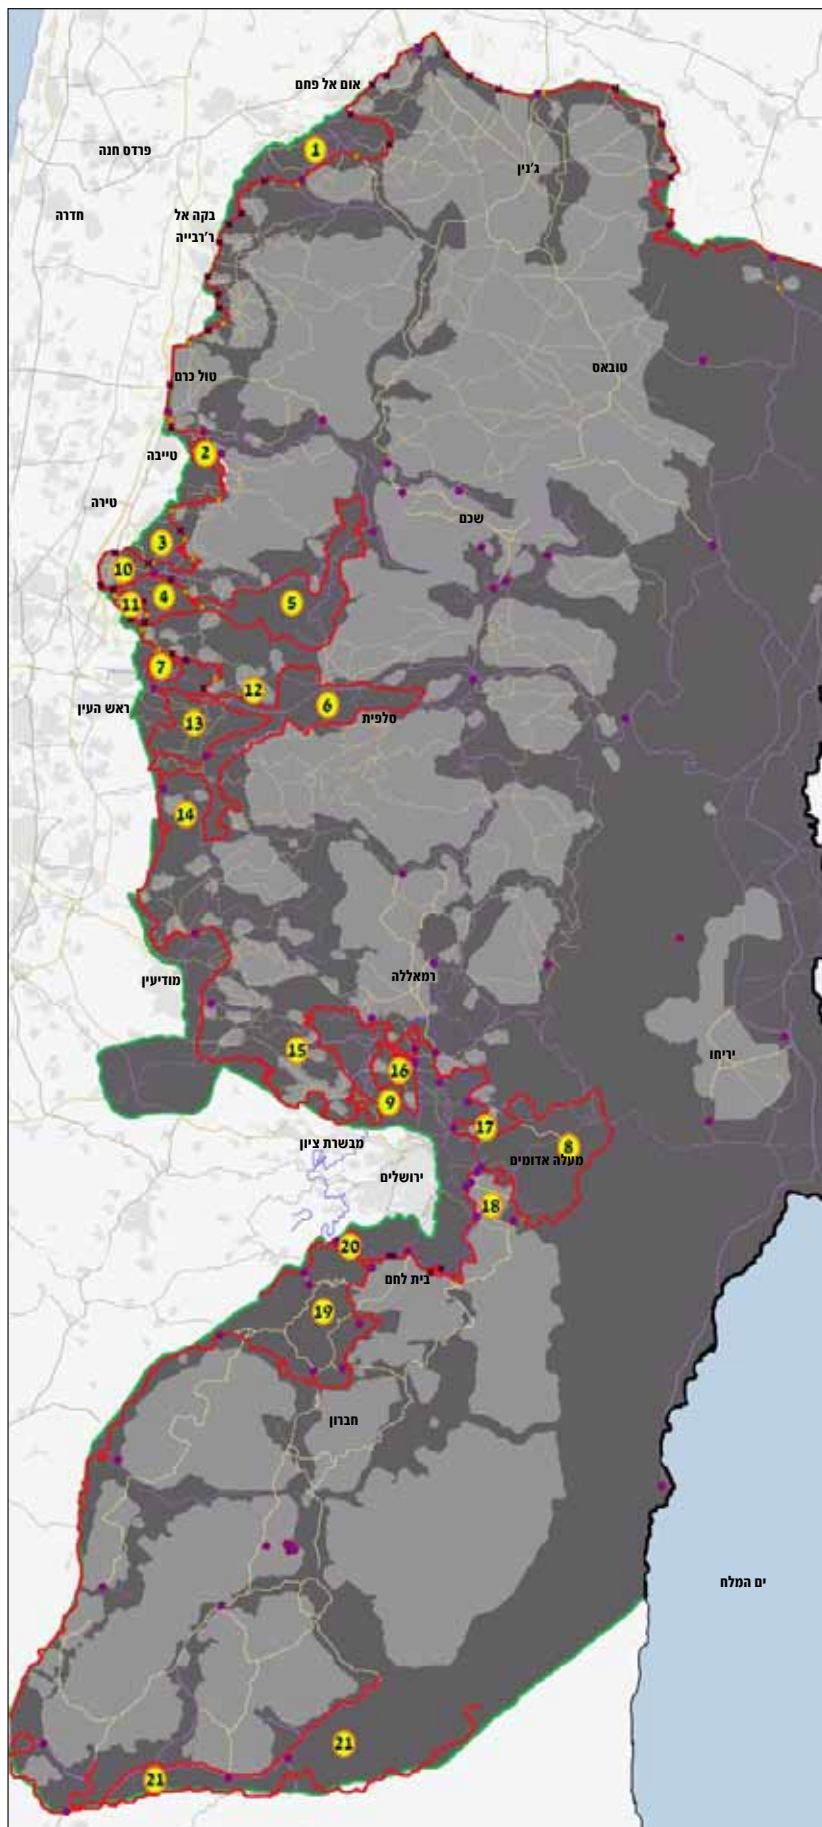 אום אל פחם
1
פרדס חנה
ג'נין
בקה אל
ר'רבייה
חדרה
טובאס
טול כרם
2
טייבה
טירה
שכם
3
10
4
11
5
7
12
6
ראש העין
סלפית
13
14
רמאללה
מודיעין
15
יריחו
16
9
17
8
מבשרת ציון
מעלה אדומים
ירושלים
18
20
בית לחם
19
חברון
ים המלח
21
21